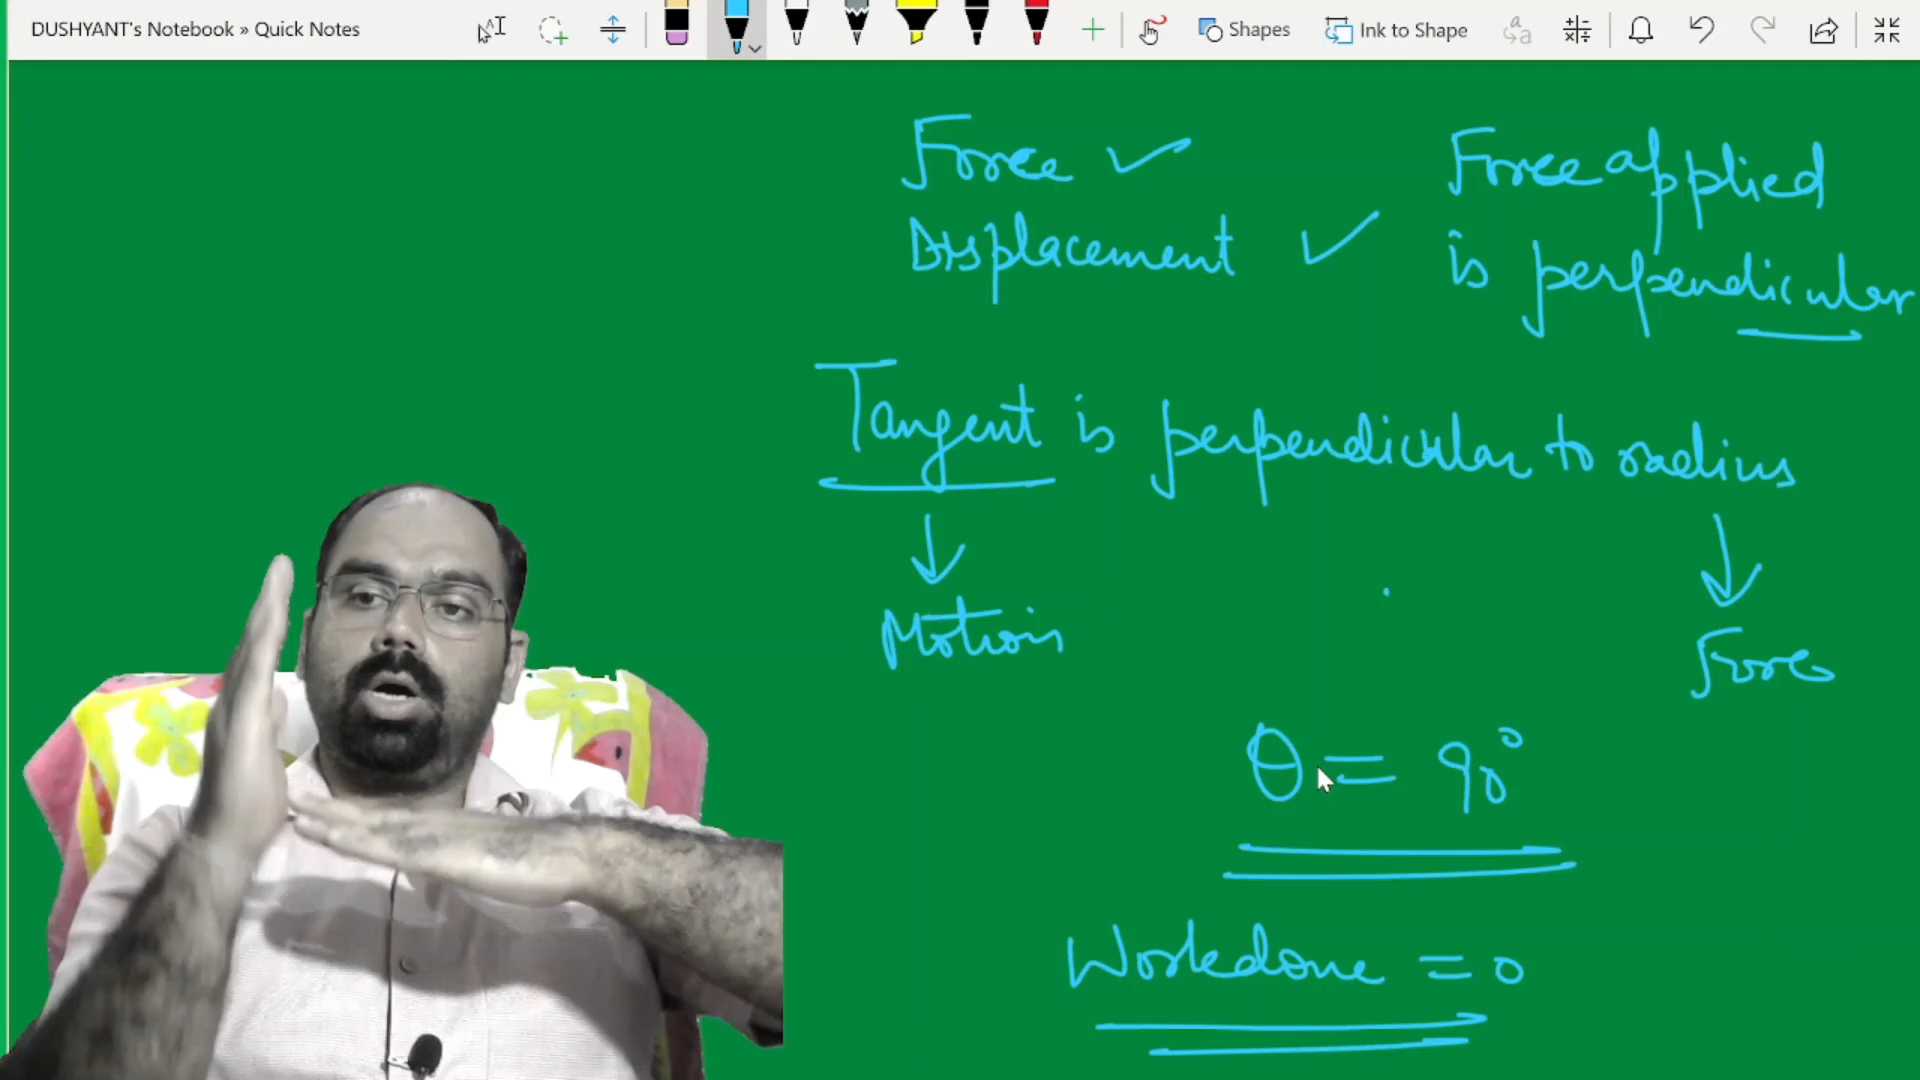 DUSHYANT's Notebook » Quick Notes
Shapes
Ink to Shape
Force ✓
Displacement ✓
Force applied
is perpendicular
Tangent is perpendicular to radius
Motion
Force
θ = 90°
Workdone = 0